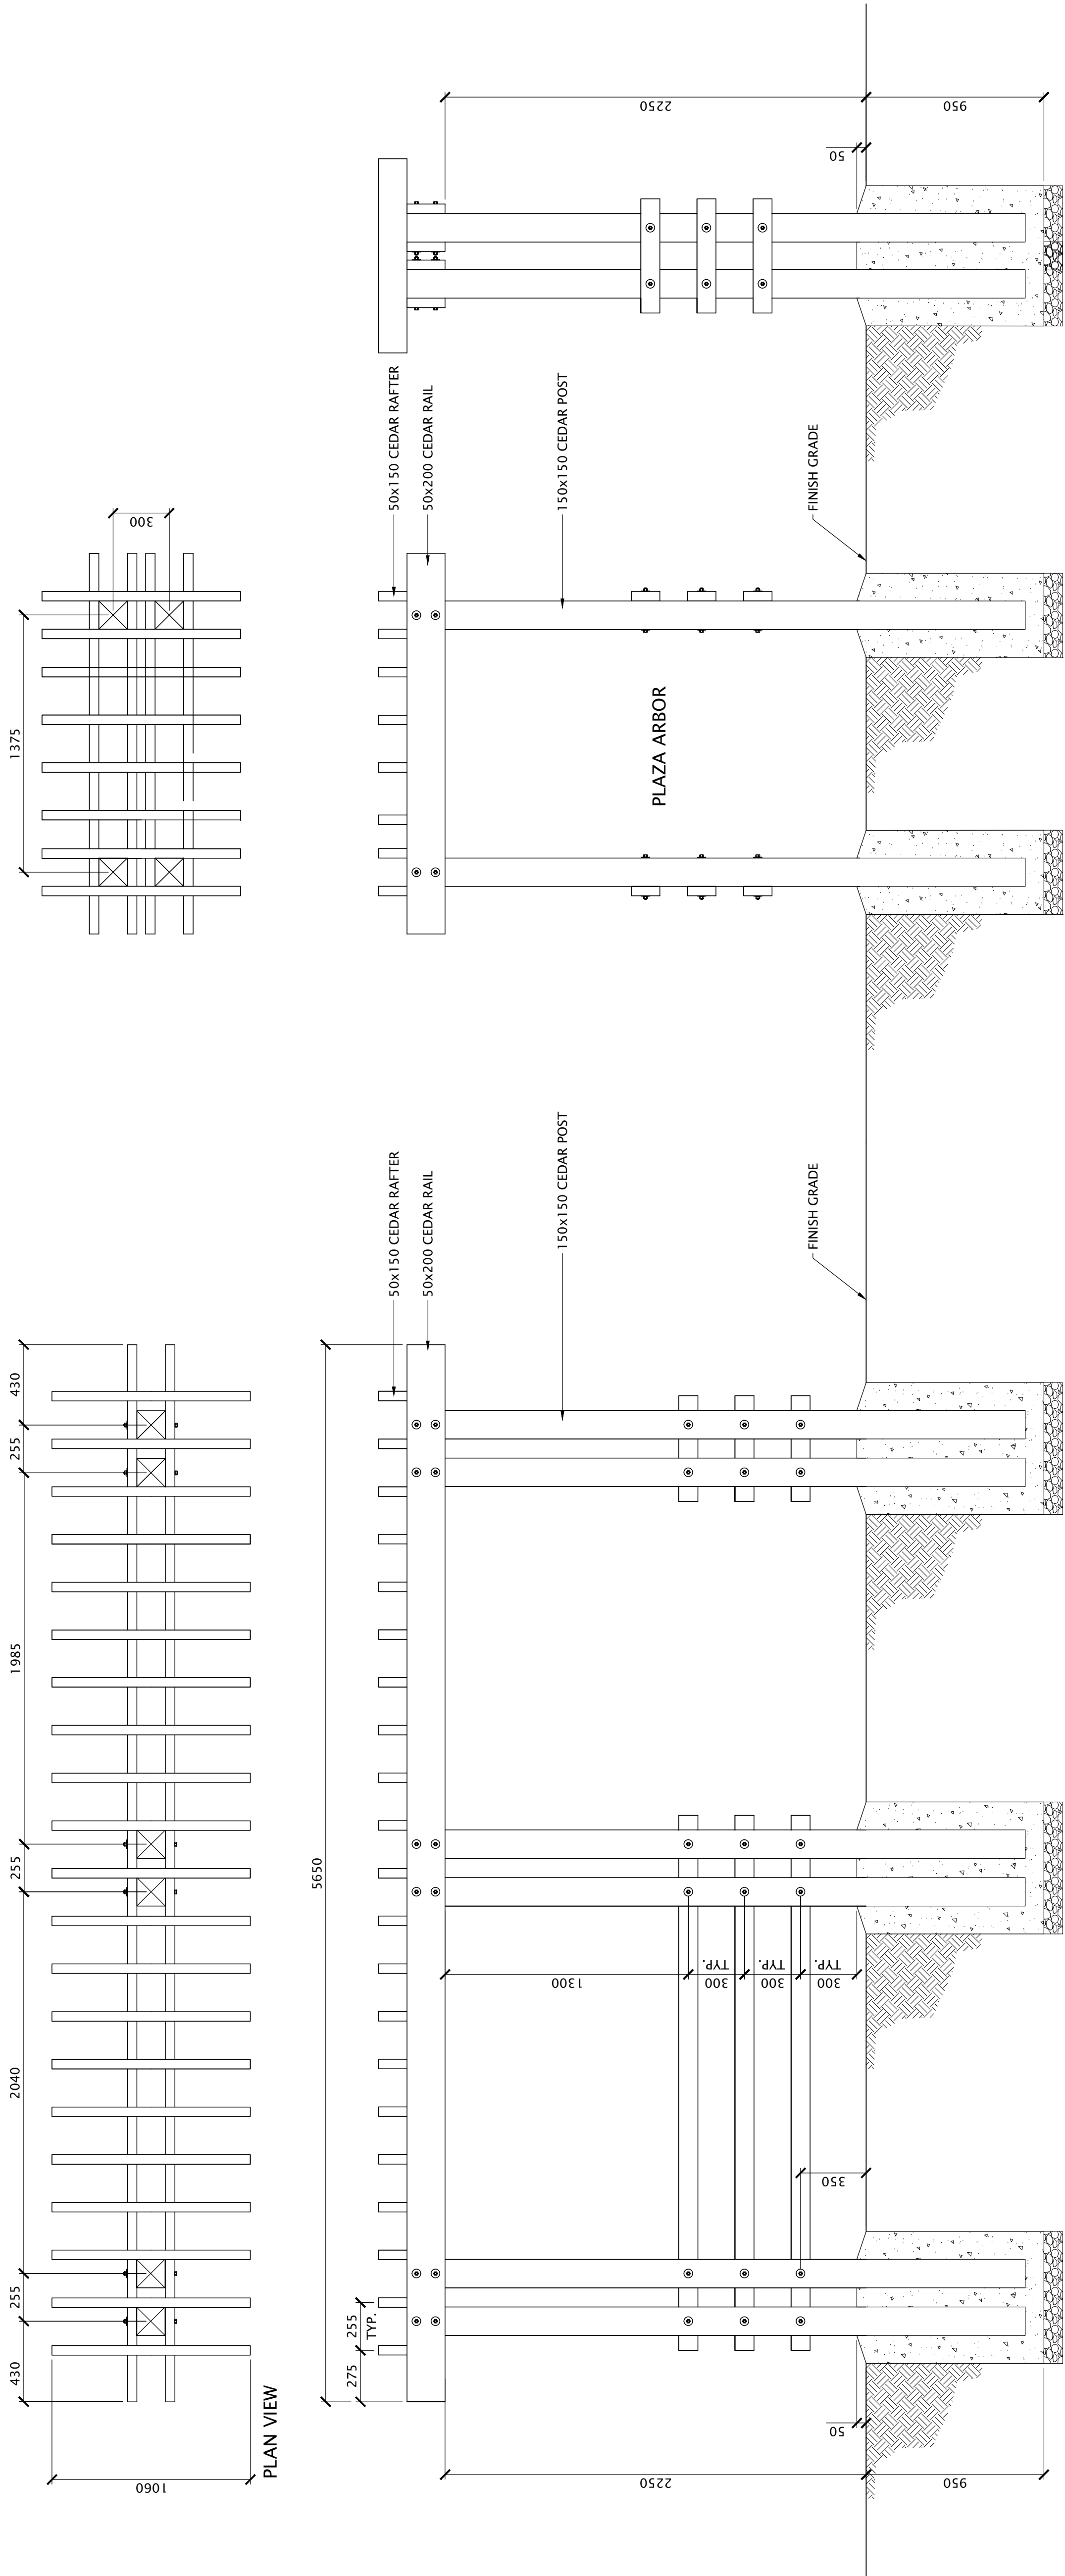 430
255
2040
255
1985
255
430
1375
300
1060
PLAN VIEW
5650
275
255
TYP.
50x150 CEDAR RAFTER
50x200 CEDAR RAIL
150x150 CEDAR POST
FINISH GRADE
2250
950
50
350
1300
300
TYP.
300
TYP.
300
TYP.
50x150 CEDAR RAFTER
50x200 CEDAR RAIL
150x150 CEDAR POST
FINISH GRADE
PLAZA ARBOR
2250
950
50